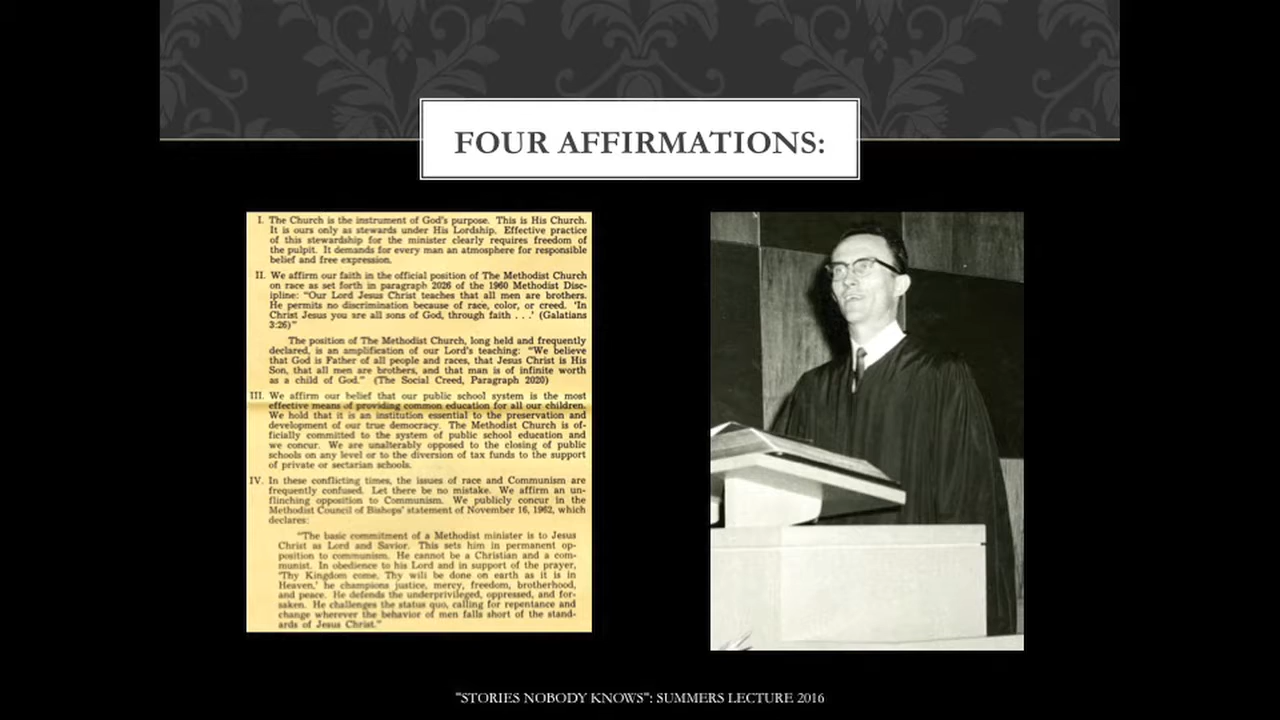 FOUR AFFIRMATIONS:
I. The Church is the instrument of God's purpose. This is His Church.
It is ours only as stewards under His Lordship. Effective practice
of this stewardship for the minister clearly requires freedom of
the pulpit. It demands for every man an atmosphere for responsible
belief and free expression.
II. We affirm our faith in the official position of The Methodist Church
on race as set forth in paragraph 2026 of the 1960 Methodist Disc-
ipline: "Our Lord Jesus Christ teaches that all men are brothers.
He permits no discrimination because of race, color, or creed. 'In
Christ Jesus you are all sons of God, through faith . . .' (Galatians
3:26)"
The position of The Methodist Church, long held and frequently
declared, is an amplification of our Lord's teaching: "We believe
that God is Father of all people and races, that Jesus Christ is His
Son, that all men are brothers, and that man is of infinite worth
as a child of God." (The Social Creed, Paragraph 2020)
III. We affirm our belief that our public school system is the most
effective means of providing common education for all our children.
We hold that it is an institution essential to the preservation and
development of our true democracy. The Methodist Church is of-
ficially committed to the system of public school education and
we concur. We are unalterably opposed to the closing of public
schools on any level or to the diversion of tax funds to the support
of private or sectarian schools.
IV. In these conflicting times, the issues of race and Communism are
frequently confused. Let there be no mistake. We affirm an un-
flinching opposition to Communism. We publicly concur in the
Methodist Council of Bishops' statement of November 16, 1962, which
declares:
"The basic commitment of a Methodist minister is to Jesus
Christ as Lord and Savior. This sets him in permanent op-
position to communism. He cannot be a Christian and a com-
munist. In obedience to his Lord and in support of the prayer,
'Thy Kingdom come, Thy will be done on earth as it is in
Heaven,' he champions justice, mercy, freedom, brotherhood,
and peace. He defends the underprivileged, oppressed, and for-
saken. He challenges the status quo, calling for repentance and
change wherever the behavior of men falls short of the stand-
ards of Jesus Christ."
"STORIES NOBODY KNOWS": SUMMERS LECTURE 2016